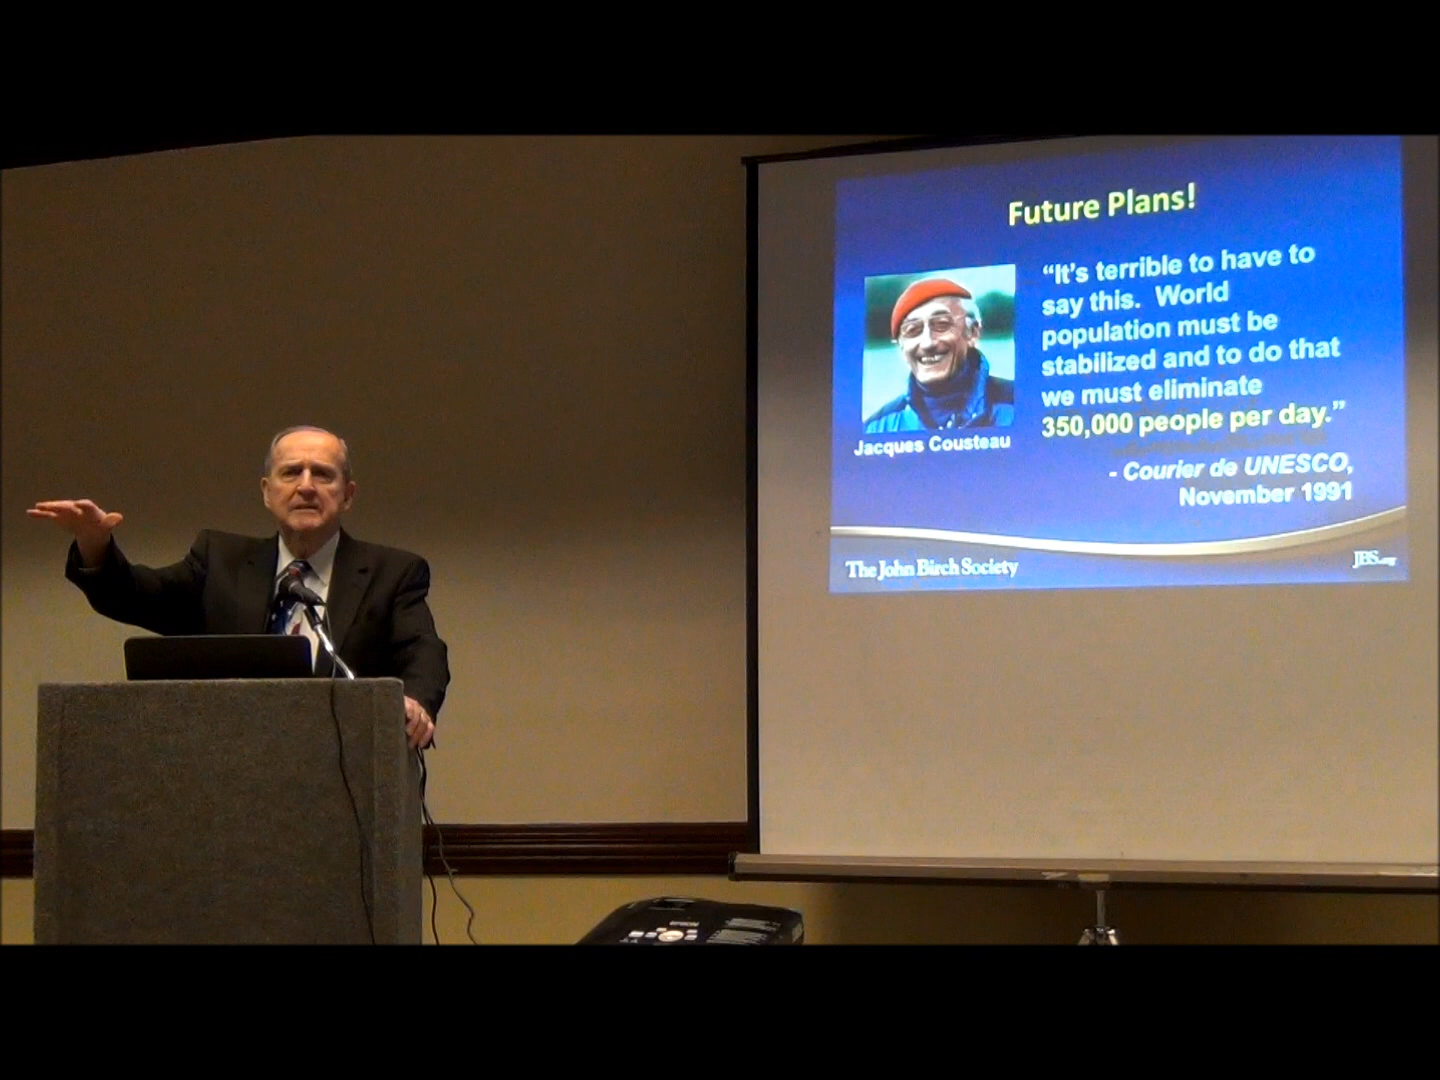 Future Plans!
“It’s terrible to have to
say this. World
population must be
stabilized and to do that
we must eliminate
350,000 people per day.”
Jacques Cousteau
- Courier de UNESCO,
November 1991
The John Birch Society
JBS.org